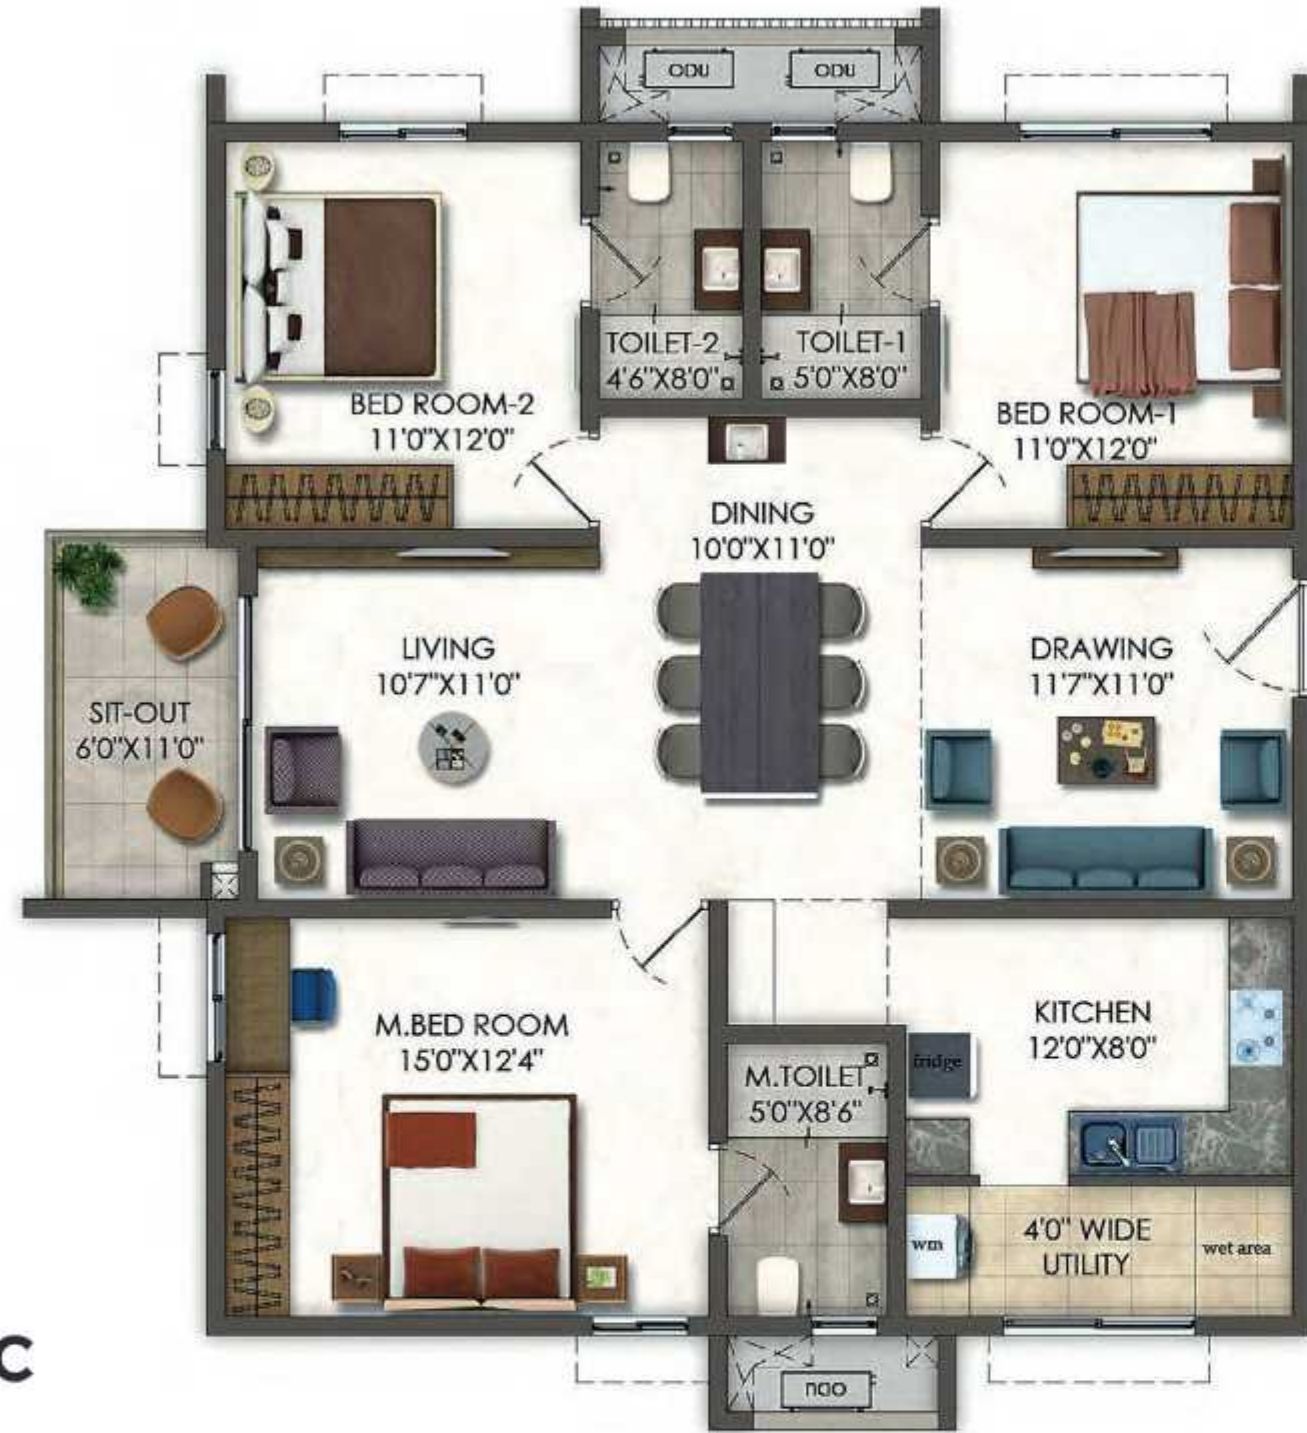 ODU
ODU
TOILET-2
4'6"X8'0"
TOILET-1
5'0"X8'0"
BED ROOM-2
11'0"X12'0"
BED ROOM-1
11'0"X12'0"
DINING
10'0"X11'0"
LIVING
10'7"X11'0"
DRAWING
11'7"X11'0"
SIT-OUT
6'0"X11'0"
M.BED ROOM
15'0"X12'4"
KITCHEN
12'0"X8'0"
fridge
M.TOILET
5'0"X8'6"
4'0" WIDE
UTILITY
wm
wet area
C
ODU